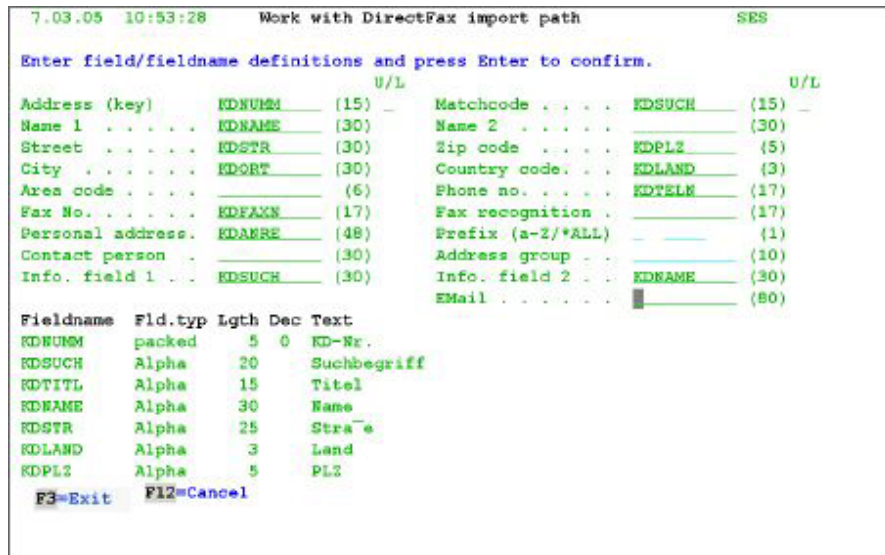 7.03.05 10:53:28 Work with DirectFax import path SES
Enter field/fieldname definitions and press Enter to confirm.
U/L U/L
Address (key) KDNUMM (15) _ Matchcode . . . . KDSUCH (15) _
Name 1 . . . . . KDNAME (30) Name 2 . . . . . (30)
Street . . . . . KDSTR (30) Zip code . . . . KDPLZ (5)
City . . . . . . KDORT (30) Country code. . . KDLAND (3)
Area code . . . . (6) Phone no. . . . . KDTELN (17)
Fax No. . . . . . KDFAXN (17) Fax recognition . (17)
Personal address. KDANRE (48) Prefix (a-Z/*ALL) _ ____ (1)
Contact person . (30) Address group . . (10)
Info. field 1 . . KDSUCH (30) Info. field 2 . . KDNAME (30)
EMail . . . . . . (80)
Fieldname Fld.typ Lgth Dec Text
KDNUMM packed 5 0 KD-Nr.
KDSUCH Alpha 20 Suchbegriff
KDTITL Alpha 15 Titel
KDNAME Alpha 30 Name
KDSTR Alpha 25 Stra¯e
KDLAND Alpha 3 Land
KDPLZ Alpha 5 PLZ
F3=Exit F12=Cancel